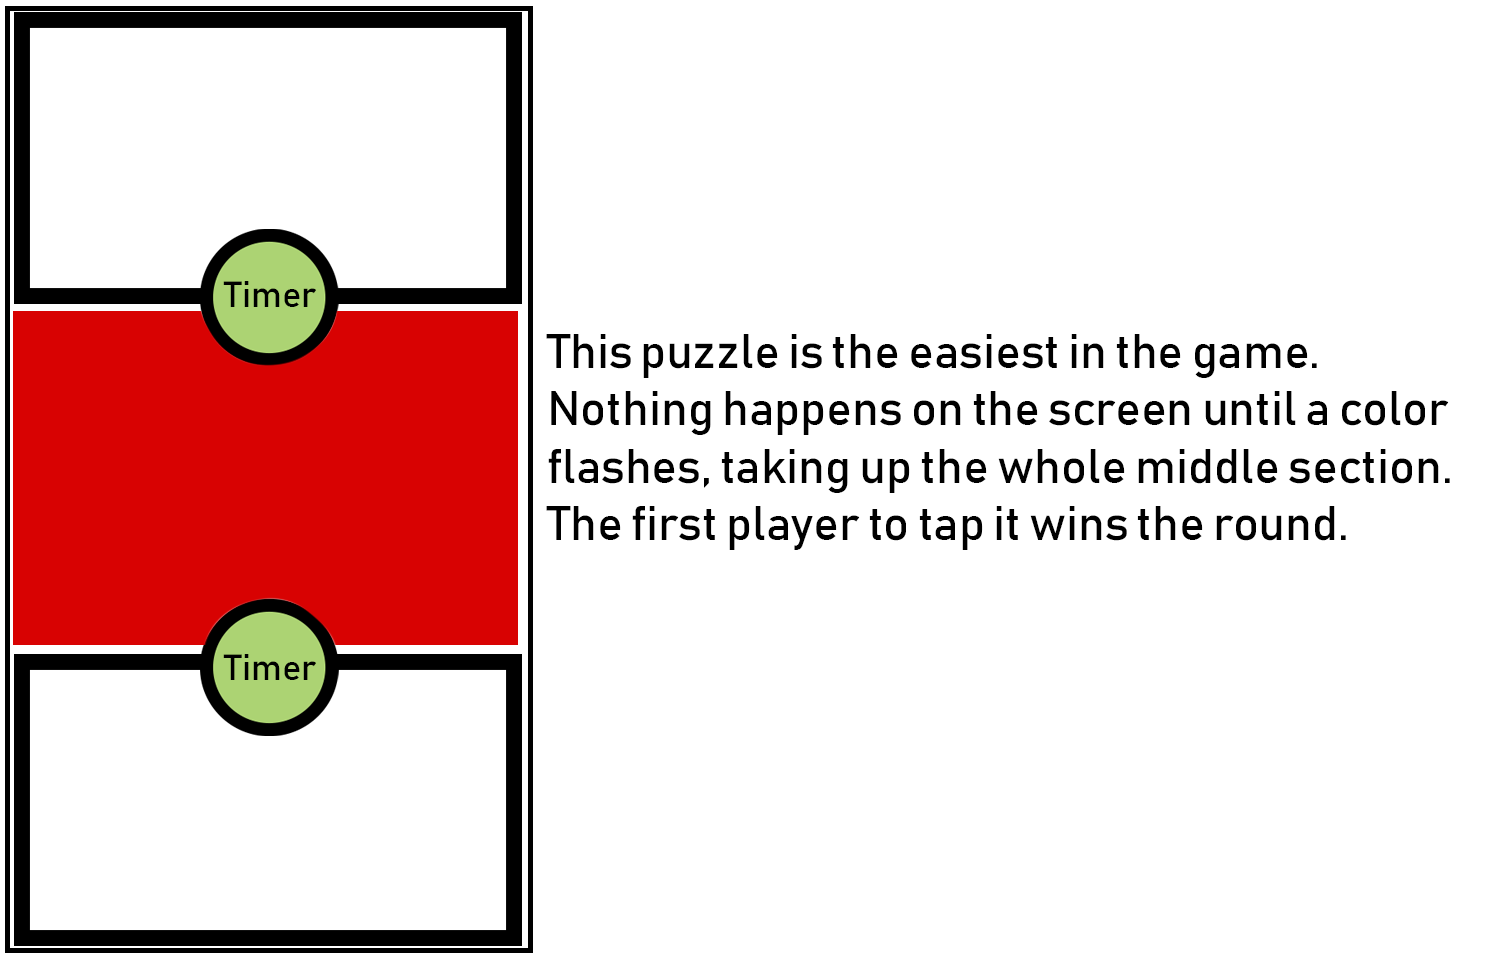 Timer
This puzzle is the easiest in the game.
Nothing happens on the screen until a color
flashes, taking up the whole middle section.
The first player to tap it wins the round.
Timer